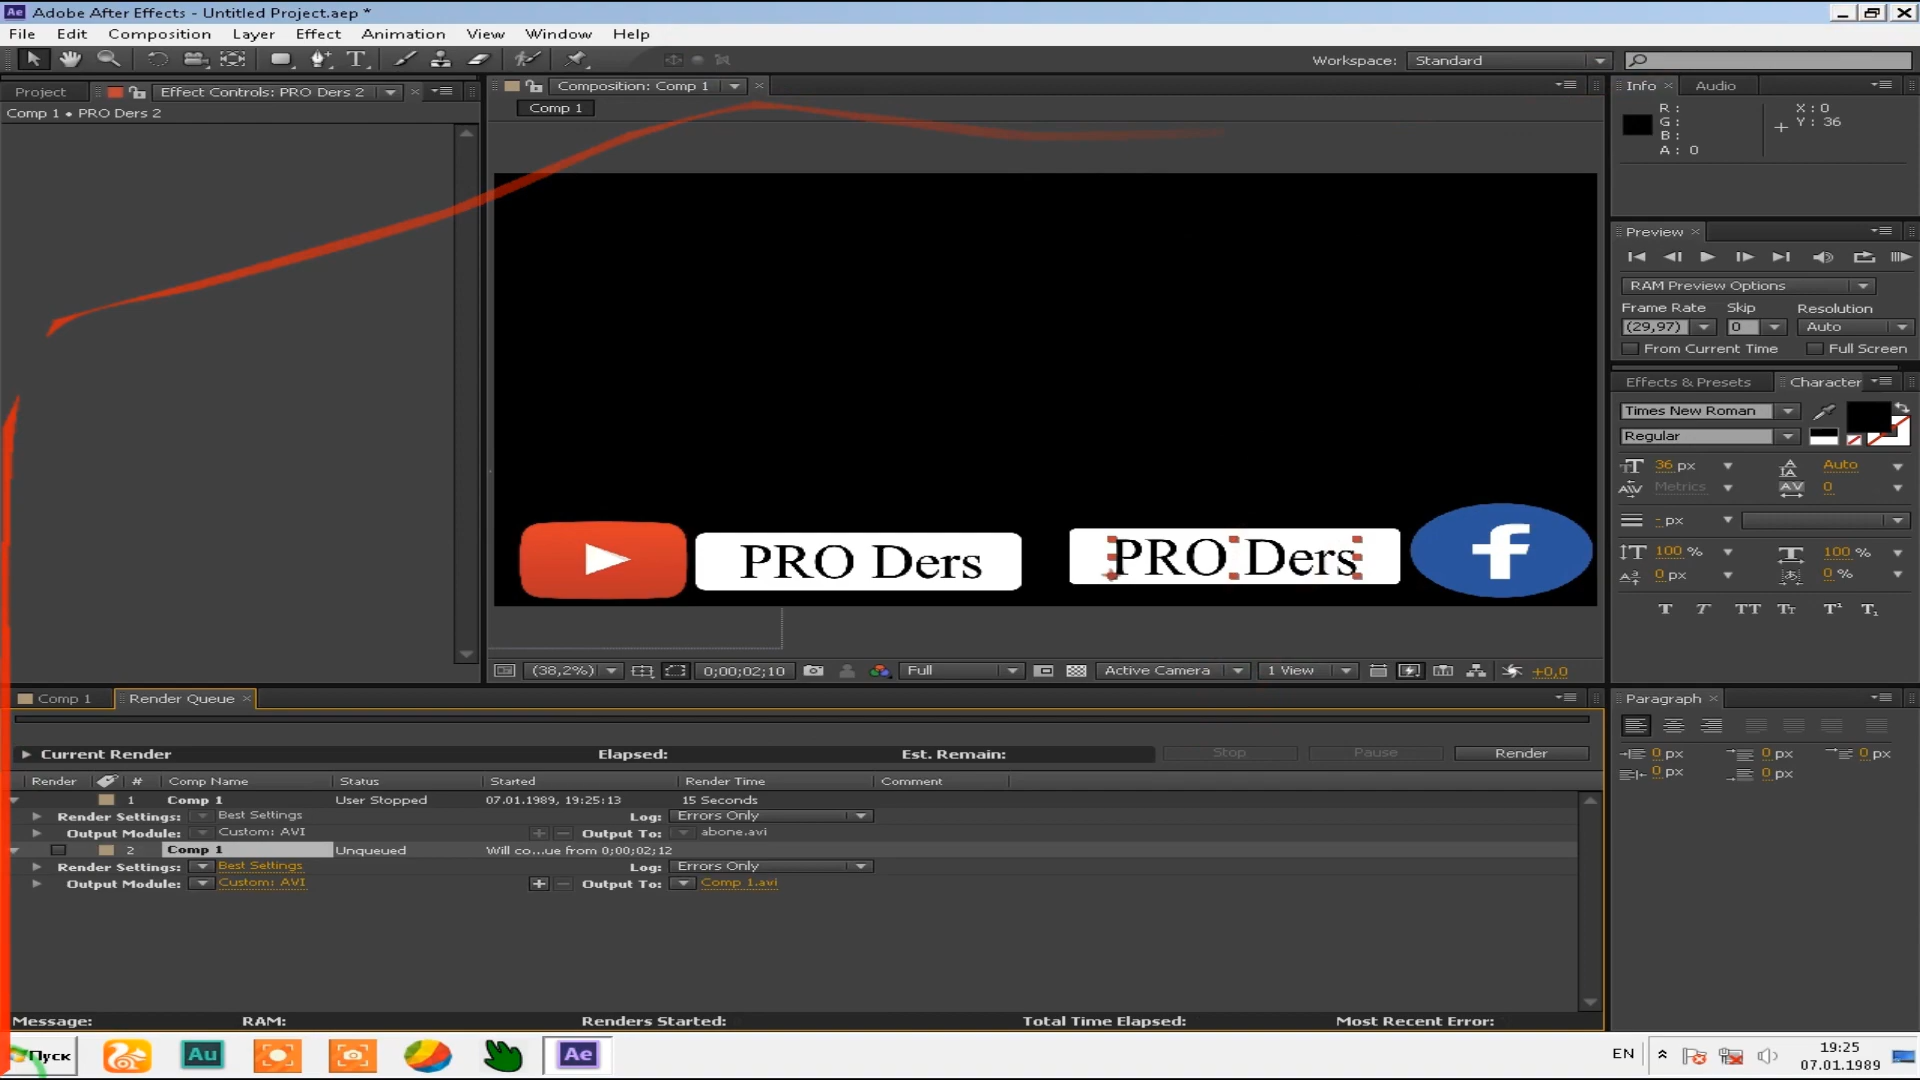 Ae Adobe After Effects - Untitled Project.aep *
File Edit Composition Layer Effect Animation View Window Help
Workspace: Standard
Project Effect Controls: PRO Ders 2
Comp 1 • PRO Ders 2
Composition: Comp 1
Comp 1
PRO Ders PRO Ders f
(38,2%) 0;00;02;10 Full Active Camera 1 View +0,0
Info Audio
R : X : 0
G : Y : 36
B :
A : 0
Preview
RAM Preview Options
Frame Rate Skip Resolution
(29,97) 0 Auto
From Current Time Full Screen
Effects & Presets Character
Times New Roman
Regular
36 px Auto
Metrics 0
- px
100 % 100 %
0 px 0 %
T T TT Tт T¹ T₁
Paragraph
0 px 0 px 0 px
0 px 0 px
Comp 1 Render Queue
Current Render Elapsed: Est. Remain: Stop Pause Render
Render # Comp Name Status Started Render Time Comment
1 Comp 1 User Stopped 07.01.1989, 19:25:13 15 Seconds
Render Settings: Best Settings Log: Errors Only
Output Module: Custom: AVI Output To: abone.avi
2 Comp 1 Unqueued Will co...ue from 0;00;02;12
Render Settings: Best Settings Log: Errors Only
Output Module: Custom: AVI Output To: Comp 1.avi
Message: RAM: Renders Started: Total Time Elapsed: Most Recent Error:
Пуск Au Ae EN 19:25
07.01.1989